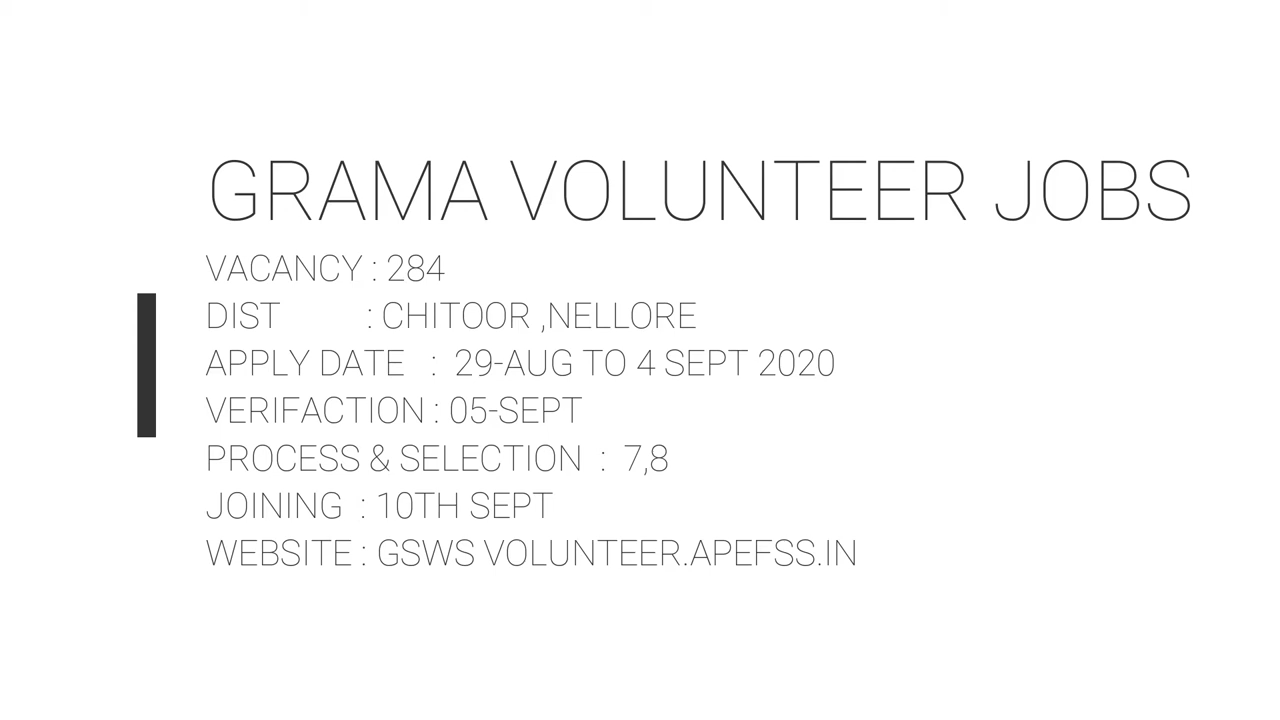 GRAMA VOLUNTEER JOBS
VACANCY : 284
DIST : CHITOOR ,NELLORE
APPLY DATE : 29-AUG TO 4 SEPT 2020
VERIFACTION : 05-SEPT
PROCESS & SELECTION : 7,8
JOINING : 10TH SEPT
WEBSITE : GSWS VOLUNTEER.APEFSS.IN